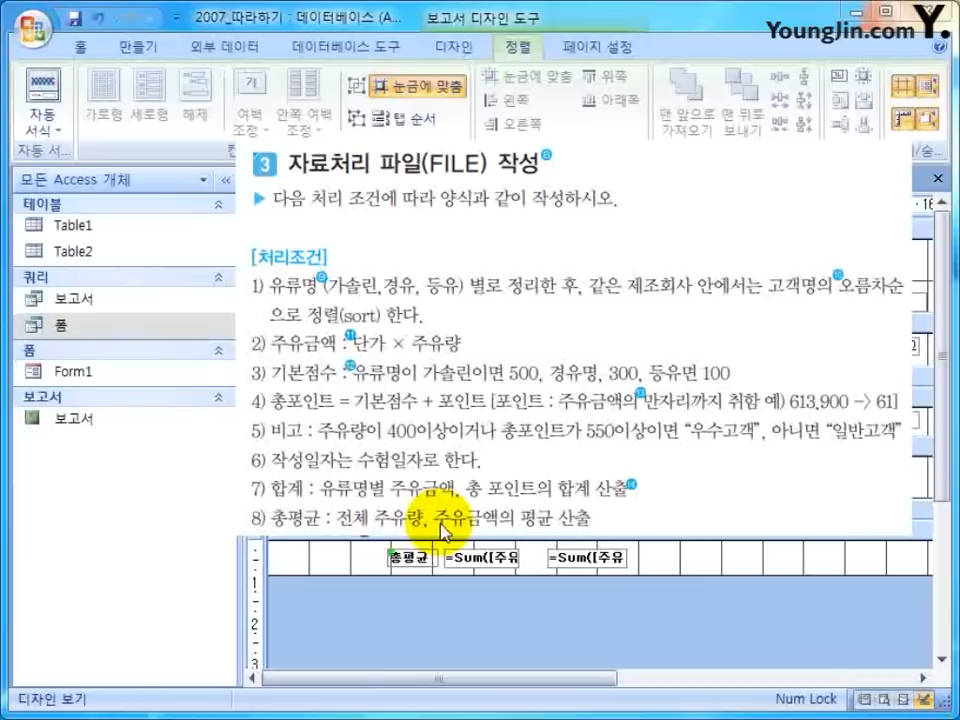 2007_따라하기 : 데이터베이스 (A...
보고서 디자인 도구
YoungJin.com Y.
홈 만들기 외부 데이터 데이터베이스 도구 디자인 정렬 페이지 설정
자동 서식
가로형 세로형 해제
여백 조정
안쪽 여백 조정
눈금에 맞춤
탭 순서
눈금에 맞춤
왼쪽
오른쪽
위쪽
아래쪽
맨 앞으로 가져오기
맨 뒤로 보내기
자동 서...
모든 Access 개체
테이블
Table1
Table2
쿼리
보고서
폼
폼
Form1
보고서
보고서
3 자료처리 파일(FILE) 작성
▶ 다음 처리 조건에 따라 양식과 같이 작성하시오.
[처리조건]
1) 유류명 (가솔린,경유, 등유) 별로 정리한 후, 같은 제조회사 안에서는 고객명의 오름차순
으로 정렬(sort) 한다.
2) 주유금액 : 단가 × 주유량
3) 기본점수 : 유류명이 가솔린이면 500, 경유명, 300, 등유면 100
4) 총포인트 = 기본점수 + 포인트 [포인트 : 주유금액의 만자리까지 취함 예) 613,900 -> 61]
5) 비고 : 주유량이 400이상이거나 총포인트가 550이상이면 “우수고객”, 아니면 “일반고객”
6) 작성일자는 수험일자로 한다.
7) 합계 : 유류명별 주유금액, 총 포인트의 합계 산출
8) 총평균 : 전체 주유량, 주유금액의 평균 산출
총평균 =Sum([주유 =Sum([주유
1
2
3
디자인 보기
Num Lock